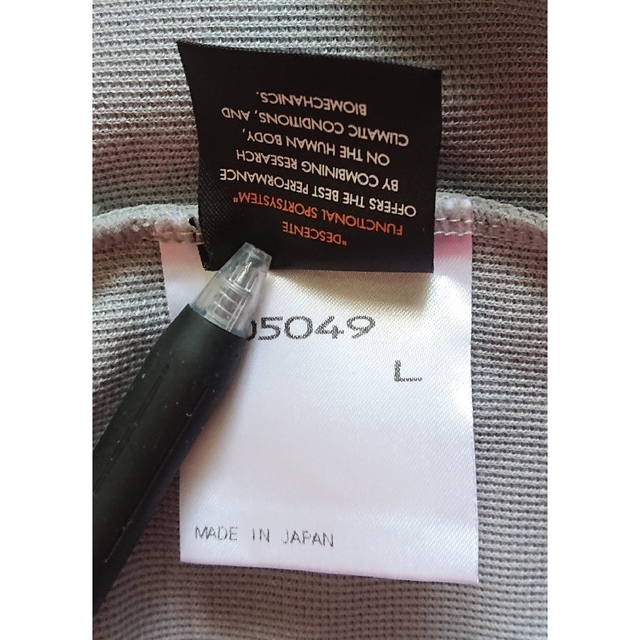 "DESCENTE
FUNCTIONAL SPORTSYSTEM"
OFFERS THE BEST PERFORMANCE
BY COMBINING RESEARCH
ON THE HUMAN BODY,
CLIMATIC CONDITIONS, AND
BIOMECHANICS.
5049
L
MADE IN JAPAN